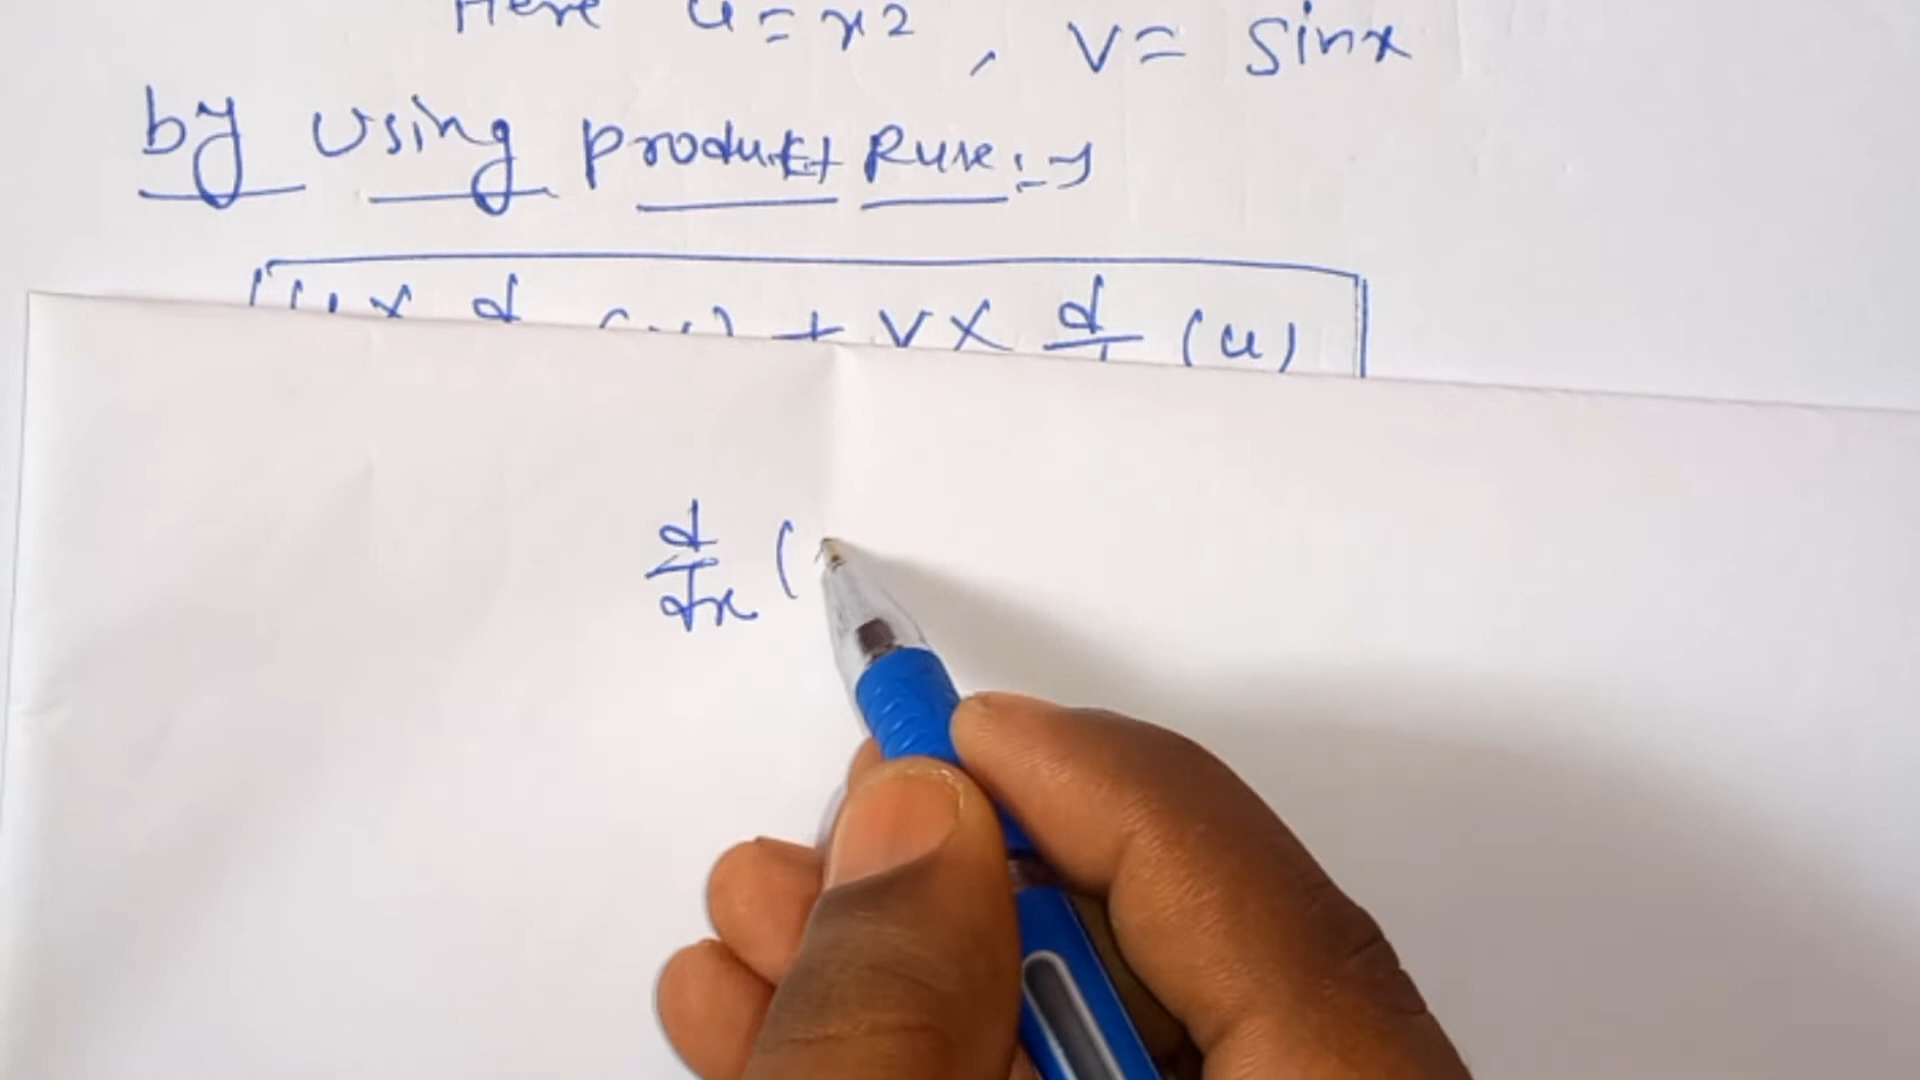 Here u = x2 , v = sinx
by using product Rule :-
u x d (v) + v x d (u)
d/dx (